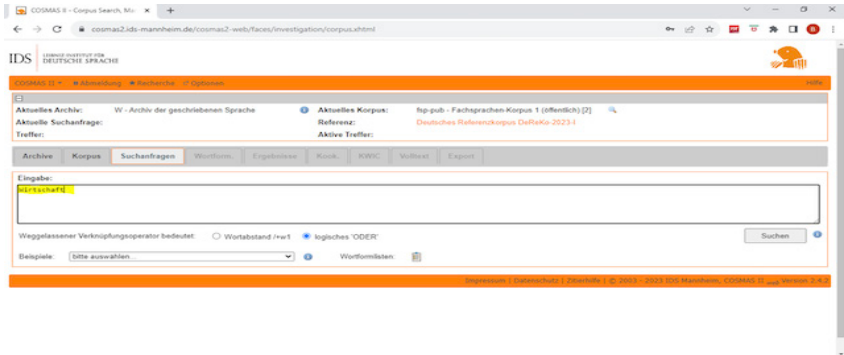 COSMAS II - Corpus Search, Ma
cosmas2.ids-mannheim.de/cosmas2-web/faces/investigation/corpus.xhtml
B
IDS LEIBNIZ-INSTITUT FÜR
DEUTSCHE SPRACHE
COSMAS II Abmeldung Recherche Optionen Hilfe
Aktuelles Archiv: W - Archiv der geschriebenen Sprache Aktuelles Korpus: fsp-pub - Fachsprachen-Korpus 1 (öffentlich) [2]
Aktuelle Suchanfrage: Referenz: Deutsches Referenzkorpus DeReKo-2023-I
Treffer: Aktive Treffer:
Archive Korpus Suchanfragen Wortform. Ergebnisse Kook. KWIC Volltext Export
Eingabe:
Wirtschaft
Weggelassener Verknüpfungsoperator bedeutet: Wortabstand /+w1 logisches 'ODER' Suchen
Beispiele: bitte auswählen... Wortformlisten:
Impressum | Datenschutz | Zitierhilfe | © 2003 - 2023 IDS Mannheim, COSMAS II web Version 2.4.2